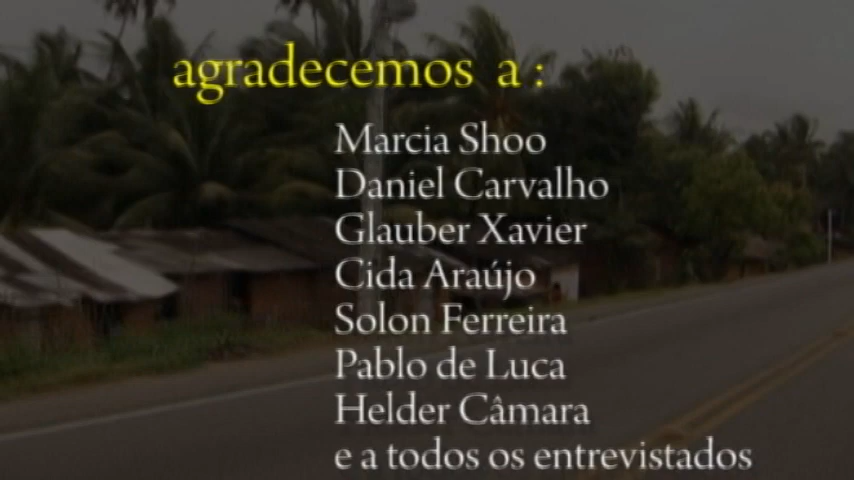 agradecemos a :
Marcia Shoo
Daniel Carvalho
Glauber Xavier
Cida Araújo
Solon Ferreira
Pablo de Luca
Helder Câmara
e a todos os entrevistados